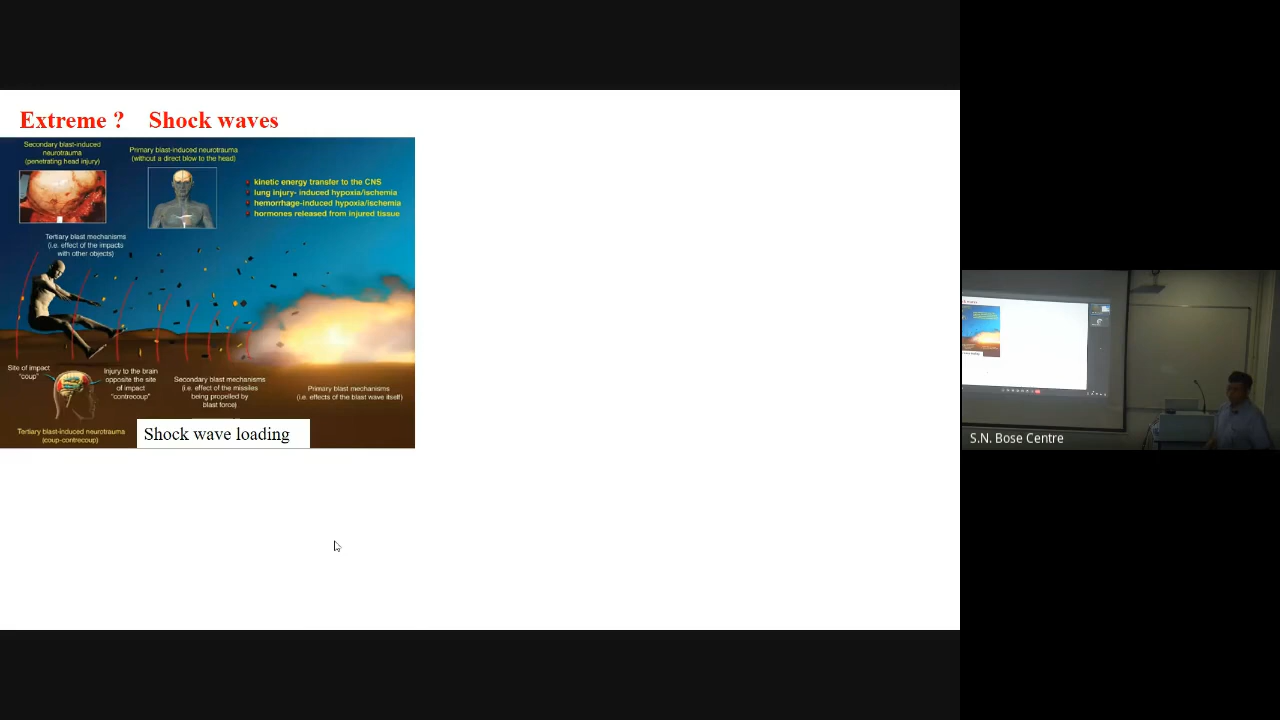 Extreme ? Shock waves
Secondary blast-induced
neurotrauma
(penetrating head injury)
Primary blast-induced neurotrauma
(without a direct blow to the head)
kinetic energy transfer to the CNS
lung injury- induced hypoxia/ischemia
hemorrhage-induced hypoxia/ischemia
hormones released from injured tissue
Tertiary blast mechanisms
(i.e. effect of the impacts
with other objects)
Site of impact
"coup"
Injury to the brain
opposite the site
of impact
"contrecoup"
Secondary blast mechanisms
(i.e. effect of the missiles
being propelled by
blast force)
Primary blast mechanisms
(i.e. effects of the blast wave itself)
Tertiary blast-induced neurotrauma
(coup-contrecoup)
Shock wave loading
S.N. Bose Centre